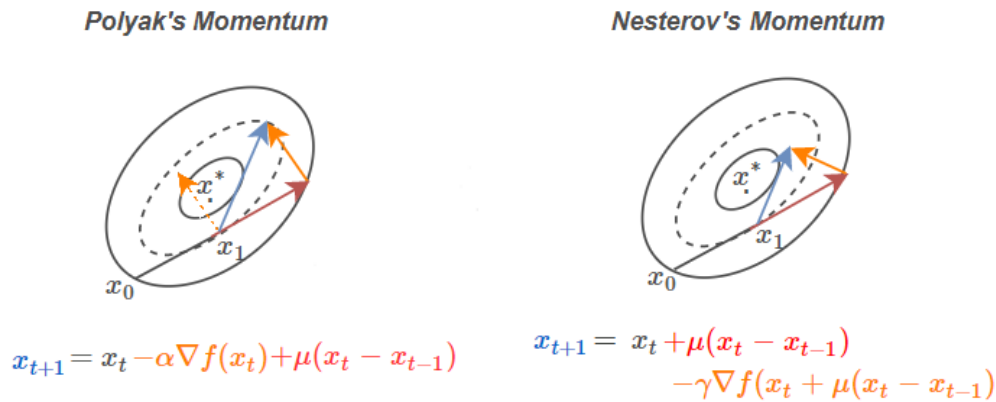 Polyak's Momentum
Nesterov's Momentum
x*
x₁
x₀
x*
x₁
x₀
xₜ₊₁ = xₜ −α∇f(xₜ)+μ(xₜ − xₜ₋₁)
xₜ₊₁ = xₜ +μ(xₜ − xₜ₋₁)
−γ∇f(xₜ + μ(xₜ − xₜ₋₁)